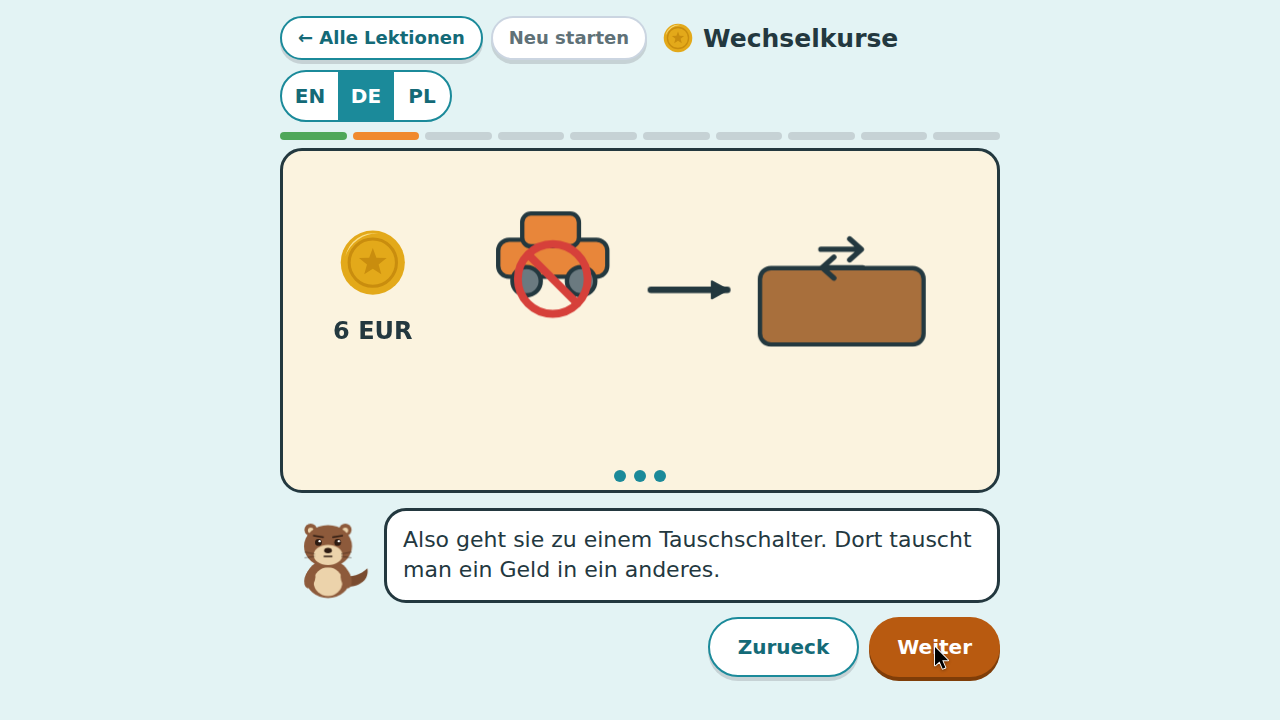 ← Alle Lektionen
Neu starten
Wechselkurse
EN DE PL
6 EUR
Also geht sie zu einem Tauschschalter. Dort tauscht
man ein Geld in ein anderes.
Zurueck
Weiter